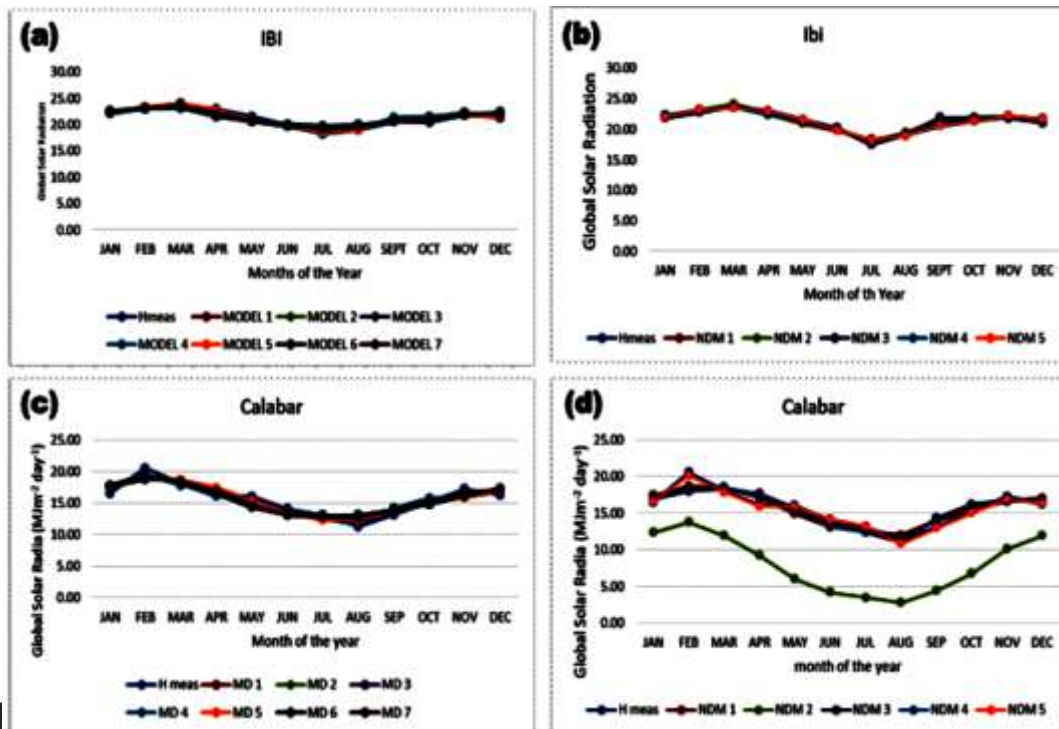 (a)
IBI
Global Solar Radiation
30.00
25.00
20.00
15.00
10.00
5.00
0.00
JAN FEB MAR APR MAY JUN JUL AUG SEPT OCT NOV DEC
Months of the Year
Hmeas MODEL 1 MODEL 2 MODEL 3
MODEL 4 MODEL 5 MODEL 6 MODEL 7
(b)
Ibi
Global Solar Radiation
30.00
25.00
20.00
15.00
10.00
5.00
0.00
JAN FEB MAR APR MAY JUN JUL AUG SEPT OCT NOV DEC
Month of th Year
Hmeas NDM 1 NDM 2 NDM 3 NDM 4 NDM 5
(c)
Calabar
Global Solar Radia (MJm⁻² day⁻¹)
25.00
20.00
15.00
10.00
5.00
0.00
JAN FEB MAR APR MAY JUN JUL AUG SEP OCT NOV DEC
Month of the year
H meas MD 1 MD 2 MD 3
MD 4 MD 5 MD 6 MD 7
(d)
Calabar
Global Solar Radia (MJm⁻² day⁻¹)
25.00
20.00
15.00
10.00
5.00
0.00
JAN FEB MAR APR MAY JUN JUL AUG SEP OCT NOV DEC
month of the year
H meas NDM 1 NDM 2 NDM 3 NDM 4 NDM 5